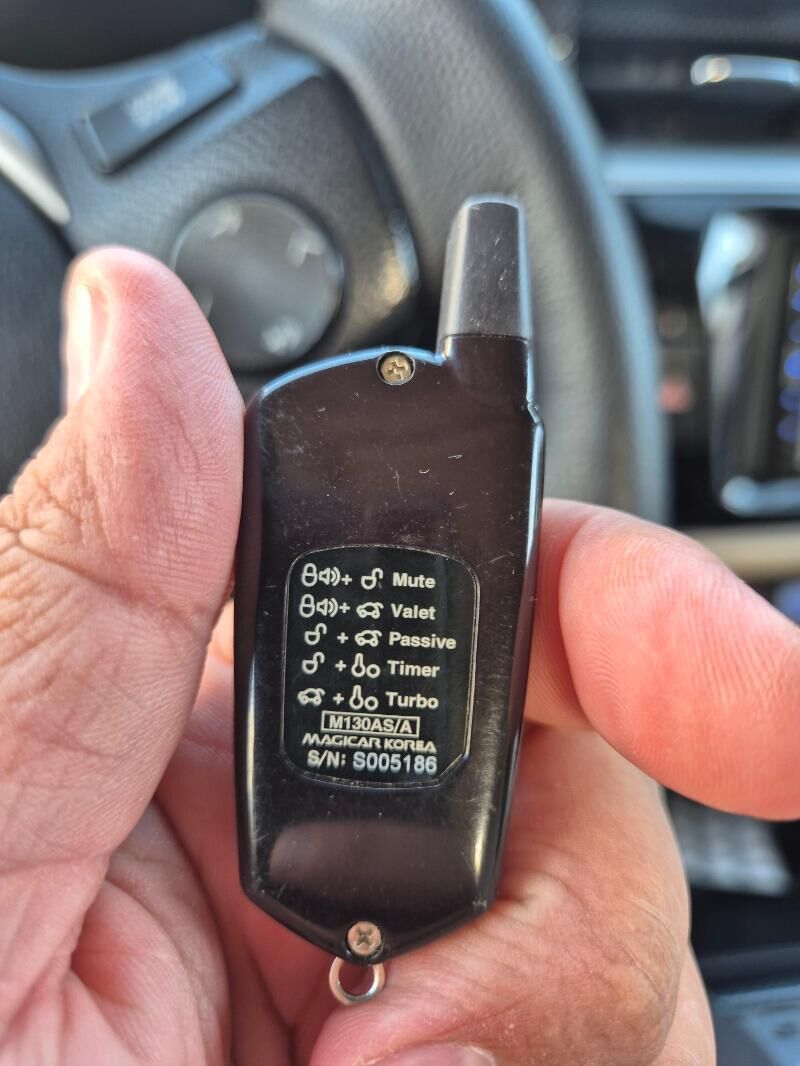 + Mute
+ Valet
+ Passive
+ Timer
+ Turbo
M130AS/A
MAGICAR KOREA
S/N: S005186